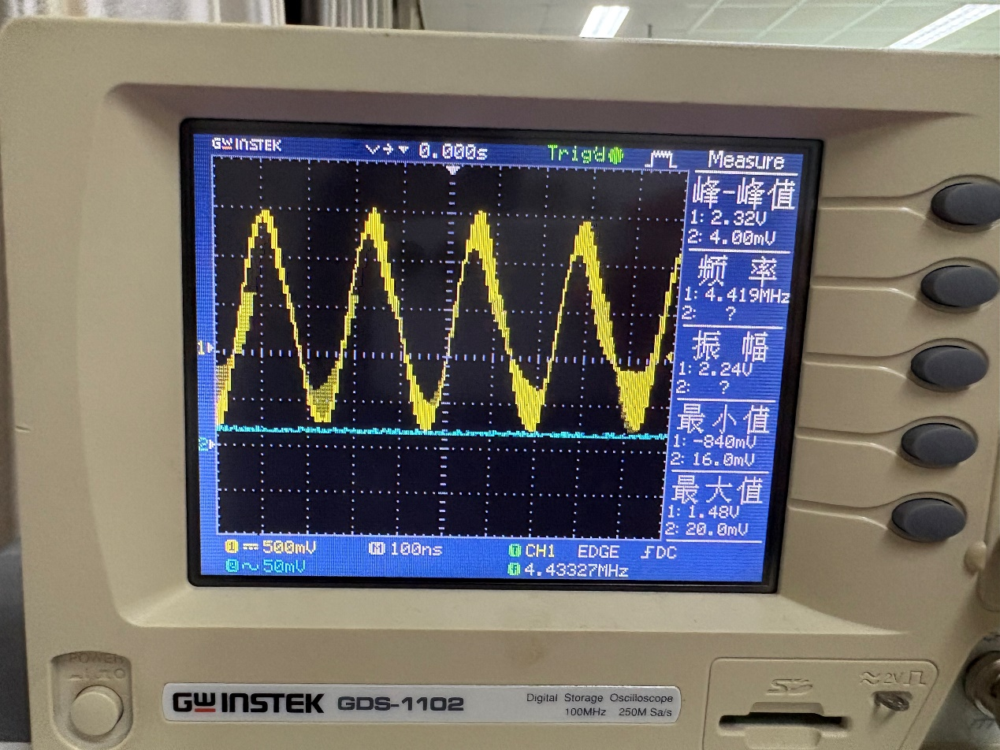 GW INSTEK
0.000s
Trig'd
Measure
峰-峰值
1: 2.32V
2: 4.00mV
频率
1: 4.419MHz
2: ?
振幅
1: 2.24V
2: ?
最小值
1: -840mV
2: 16.0mV
最大值
1: 1.48V
2: 20.0mV
1
2
1 500mV
M 100ns
T CH1 EDGE DC
2 50mV
4.43327MHz
POWER
GW INSTEK GDS-1102
Digital Storage Oscilloscope
100MHz 250M Sa/s
SD
≈2V